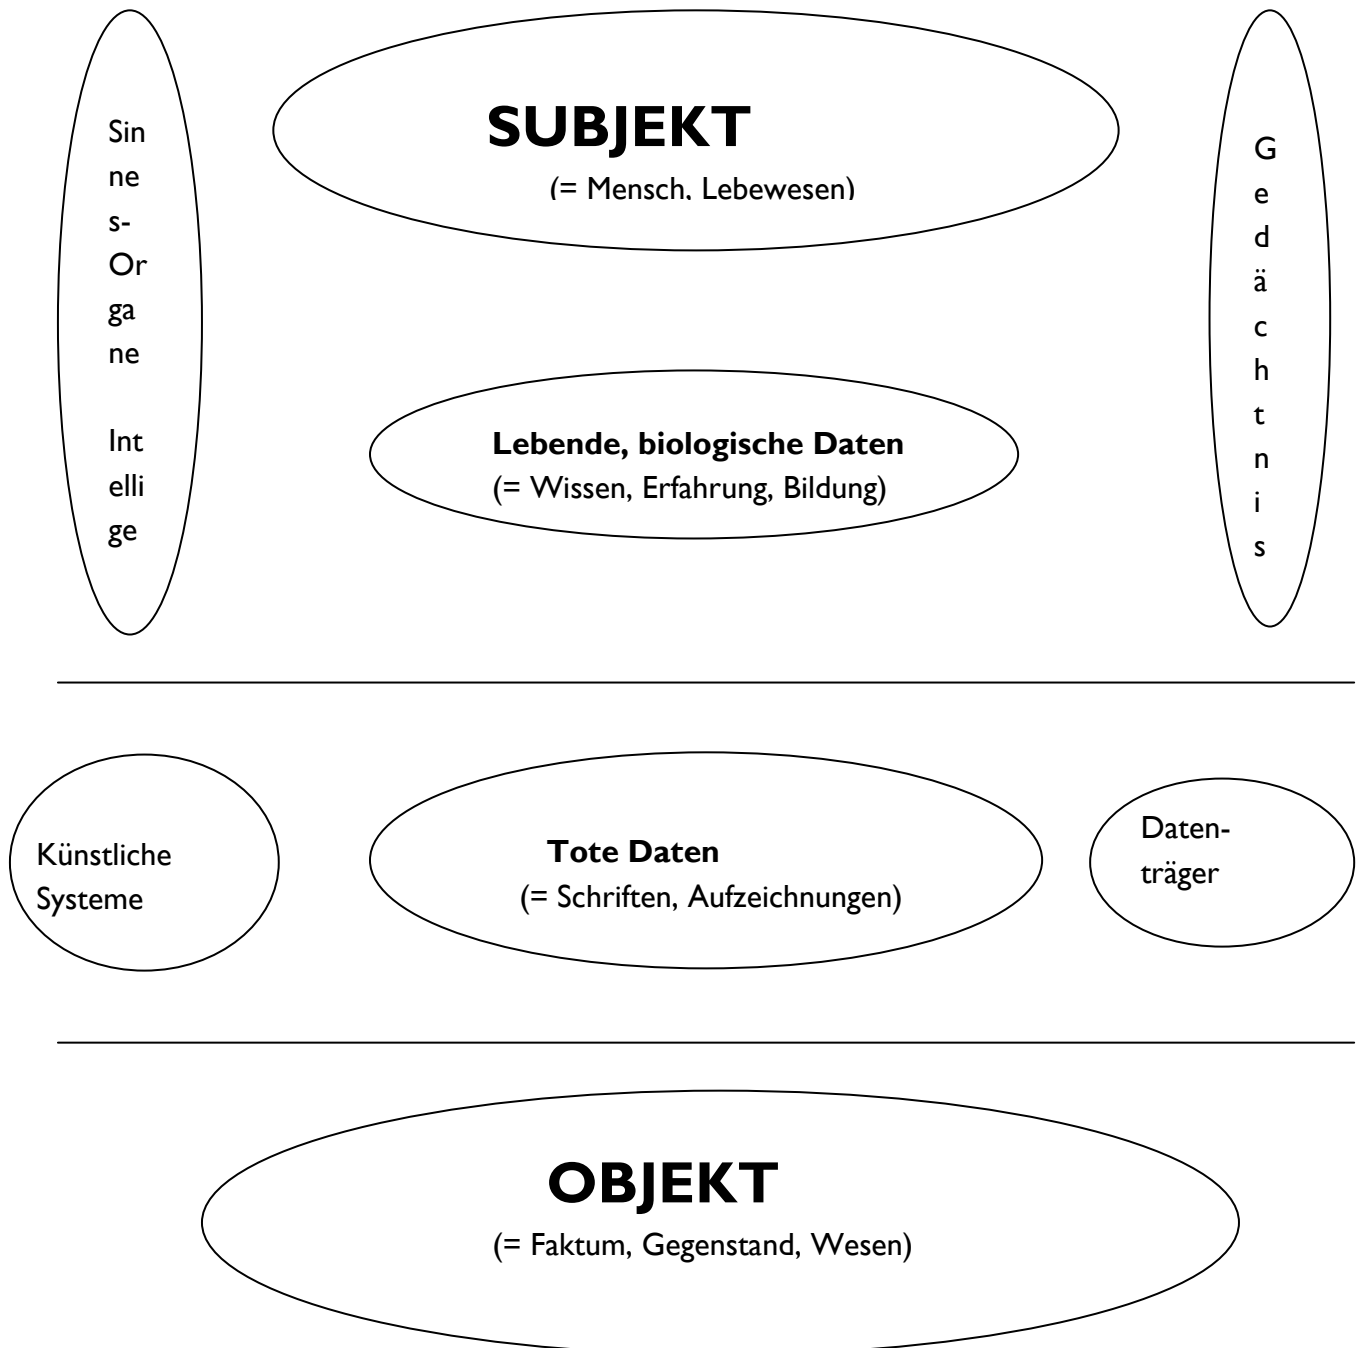 Sin
ne
s-
Or
ga
ne
Int
elli
ge
SUBJEKT
(= Mensch, Lebewesen)
G
e
d
ä
c
h
t
n
i
s
Lebende, biologische Daten
(= Wissen, Erfahrung, Bildung)
Künstliche
Systeme
Tote Daten
(= Schriften, Aufzeichnungen)
Daten-
träger
OBJEKT
(= Faktum, Gegenstand, Wesen)